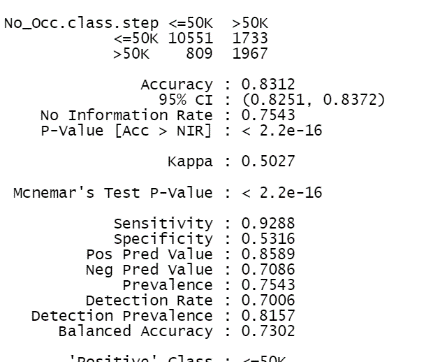 No_Occ.class.step <=50K >50K
<=50K 10551 1733
>50K 809 1967
Accuracy : 0.8312
95% CI : (0.8251, 0.8372)
No Information Rate : 0.7543
P-Value [Acc > NIR] : < 2.2e-16
Kappa : 0.5027
Mcnemar's Test P-Value : < 2.2e-16
Sensitivity : 0.9288
Specificity : 0.5316
Pos Pred Value : 0.8589
Neg Pred Value : 0.7086
Prevalence : 0.7543
Detection Rate : 0.7006
Detection Prevalence : 0.8157
Balanced Accuracy : 0.7302
'Positive' Class : <=50K